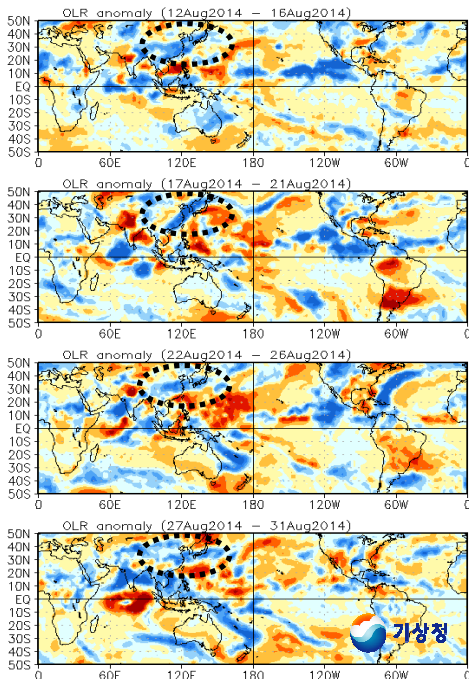 OLR anomaly (12Aug2014 – 16Aug2014)
50N
40N
30N
20N
10N
EQ
10S
20S
30S
40S
50S
0 60E 120E 180 120W 60W 0
OLR anomaly (17Aug2014 – 21Aug2014)
50N
40N
30N
20N
10N
EQ
10S
20S
30S
40S
50S
0 60E 120E 180 120W 60W 0
OLR anomaly (22Aug2014 – 26Aug2014)
50N
40N
30N
20N
10N
EQ
10S
20S
30S
40S
50S
0 60E 120E 180 120W 60W 0
OLR anomaly (27Aug2014 – 31Aug2014)
50N
40N
30N
20N
10N
EQ
10S
20S
30S
40S
50S
0 60E 120E 180 120W 60W 0
기상청